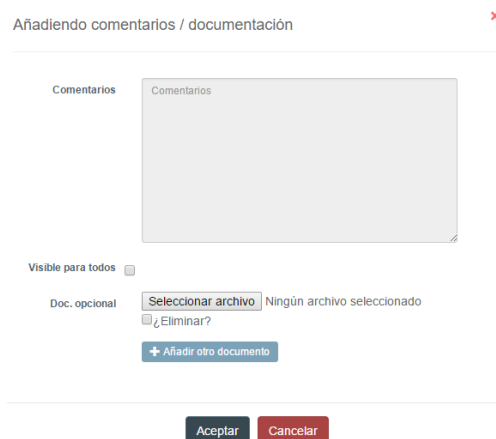 Añadiendo comentarios / documentación
Comentarios
Comentarios
Visible para todos
Doc. opcional
Seleccionar archivo Ningún archivo seleccionado
¿Eliminar?
+ Añadir otro documento
Aceptar Cancelar